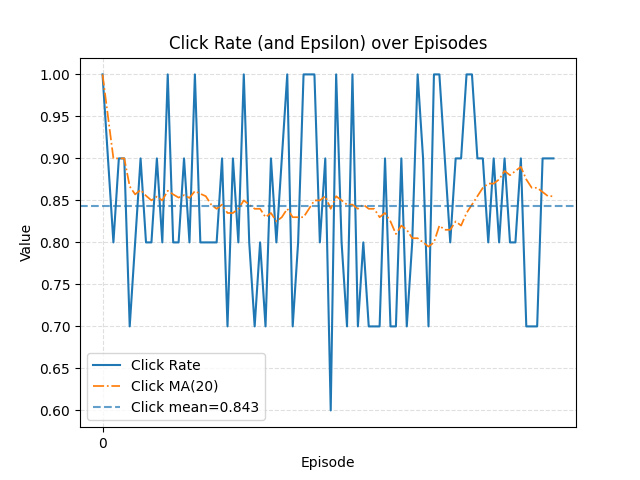 Click Rate (and Epsilon) over Episodes
1.00
0.95
0.90
0.85
0.80
0.75
0.70
0.65
0.60
Value
Click Rate
Click MA(20)
Click mean=0.843
0
Episode